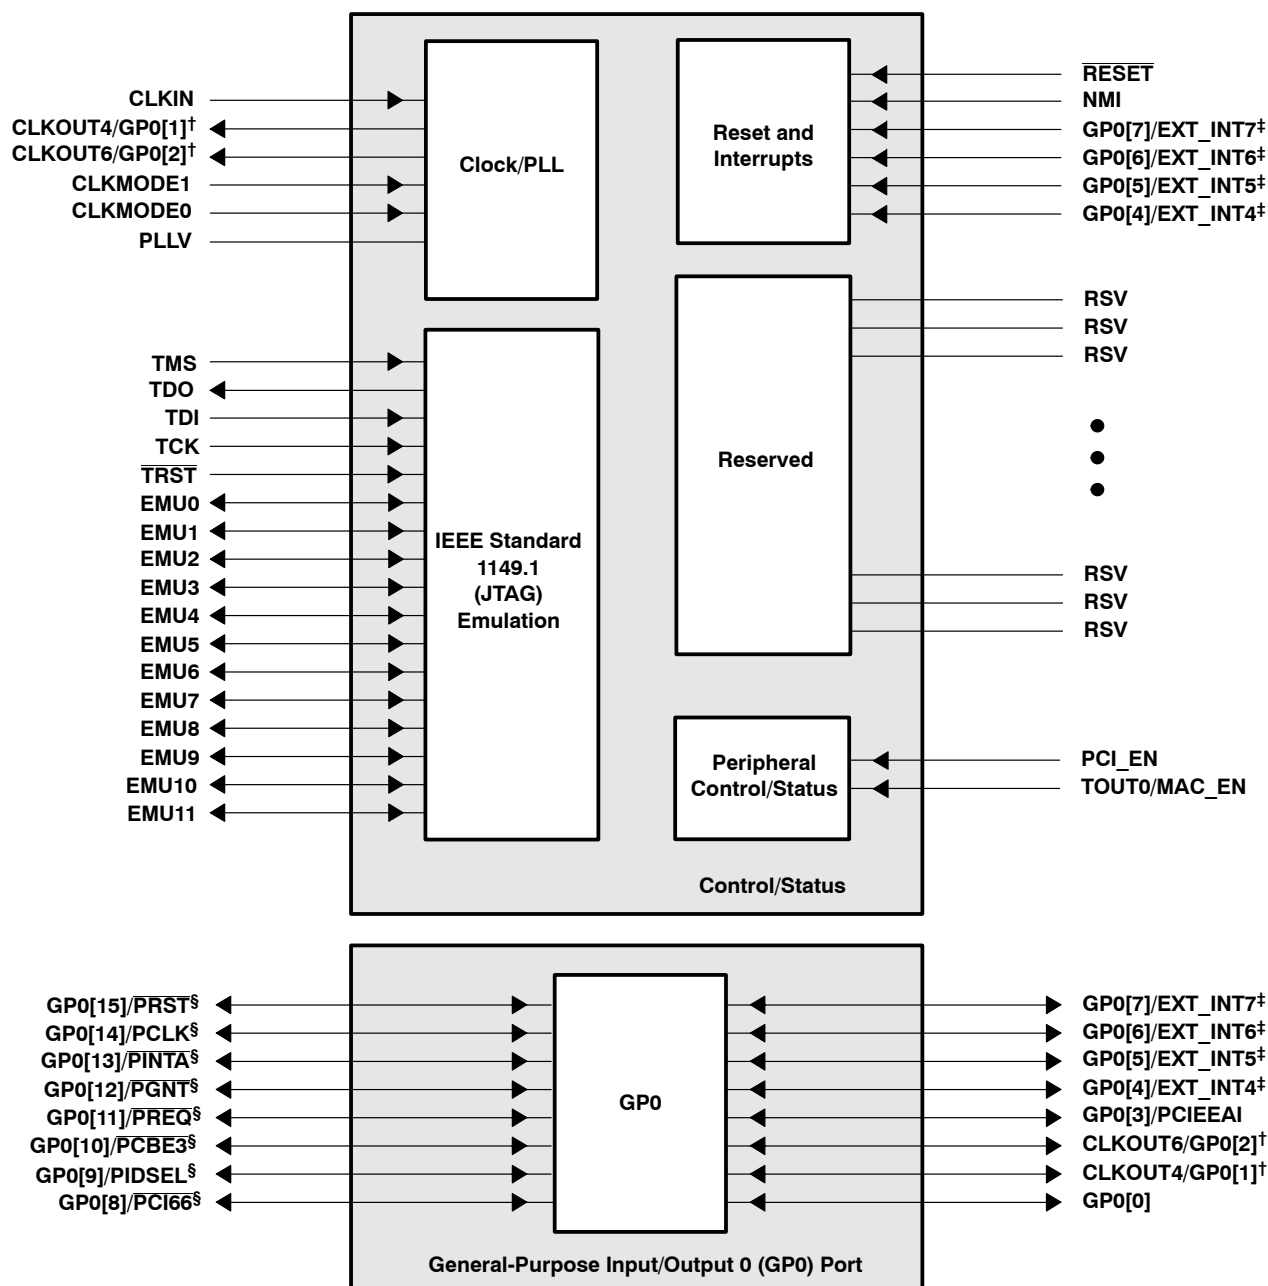 CLKIN
CLKOUT4/GP0[1]†
CLKOUT6/GP0[2]†
CLKMODE1
CLKMODE0
PLLV
Clock/PLL
Reset and
Interrupts
RESET
NMI
GP0[7]/EXT_INT7‡
GP0[6]/EXT_INT6‡
GP0[5]/EXT_INT5‡
GP0[4]/EXT_INT4‡
TMS
TDO
TDI
TCK
TRST
EMU0
EMU1
EMU2
EMU3
EMU4
EMU5
EMU6
EMU7
EMU8
EMU9
EMU10
EMU11
IEEE Standard
1149.1
(JTAG)
Emulation
Reserved
RSV
RSV
RSV
RSV
RSV
RSV
Peripheral
Control/Status
PCI_EN
TOUT0/MAC_EN
Control/Status
GP0[15]/PRST§
GP0[14]/PCLK§
GP0[13]/PINTA§
GP0[12]/PGNT§
GP0[11]/PREQ§
GP0[10]/PCBE3§
GP0[9]/PIDSEL§
GP0[8]/PCI66§
GP0
GP0[7]/EXT_INT7‡
GP0[6]/EXT_INT6‡
GP0[5]/EXT_INT5‡
GP0[4]/EXT_INT4‡
GP0[3]/PCIEEAI
CLKOUT6/GP0[2]†
CLKOUT4/GP0[1]†
GP0[0]
General-Purpose Input/Output 0 (GP0) Port